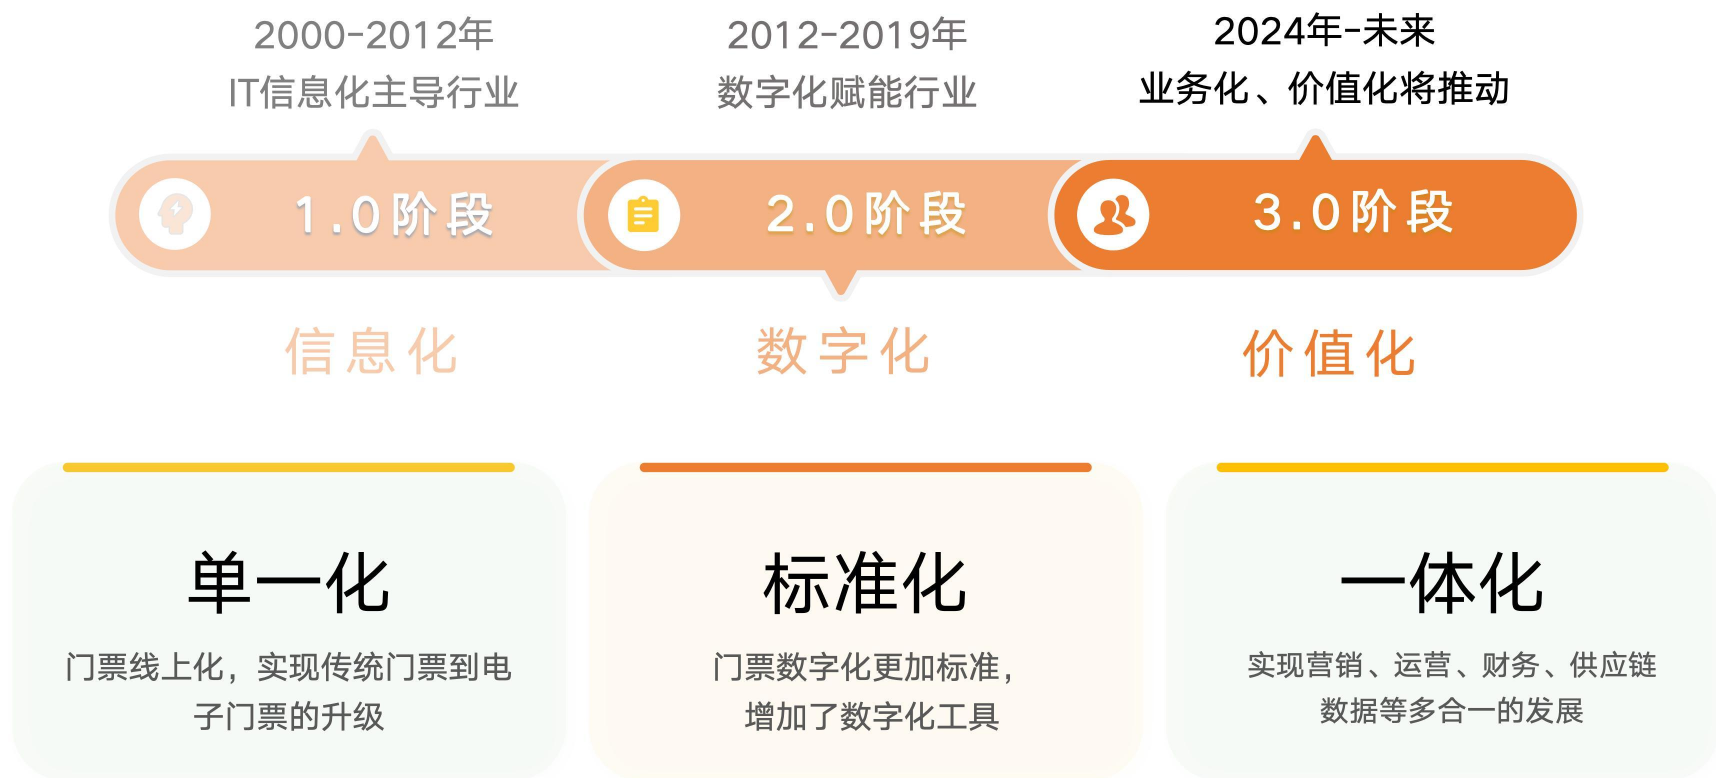 2000-2012年
IT信息化主导行业
2012-2019年
数字化赋能行业
2024年-未来
业务化、价值化将推动
1.0阶段
2.0阶段
3.0阶段
信息化
数字化
价值化
单一化
门票线上化，实现传统门票到电
子门票的升级
标准化
门票数字化更加标准，
增加了数字化工具
一体化
实现营销、运营、财务、供应链
数据等多合一的发展